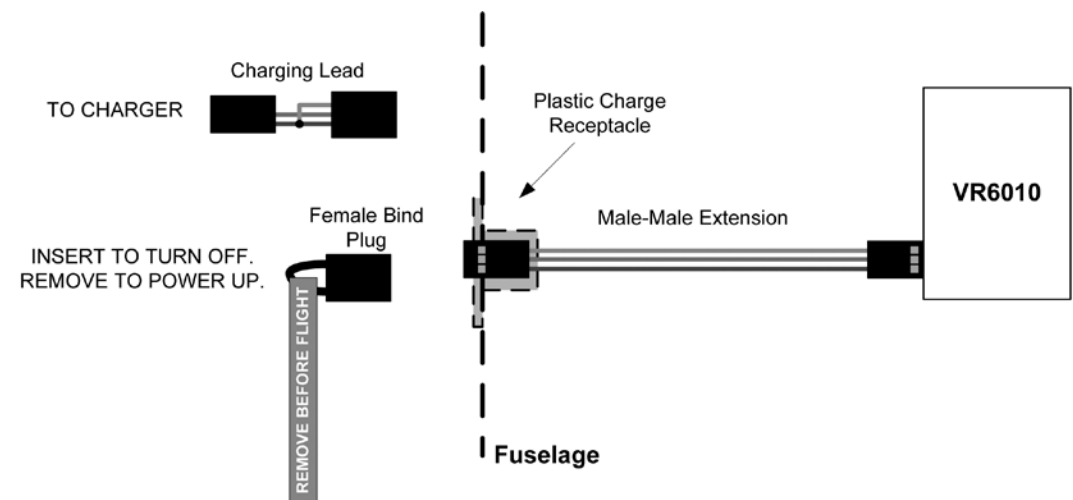 Charging Lead
TO CHARGER
Plastic Charge
Receptacle
VR6010
Female Bind
Plug
Male-Male Extension
INSERT TO TURN OFF.
REMOVE TO POWER UP.
REMOVE BEFORE FLIGHT
Fuselage